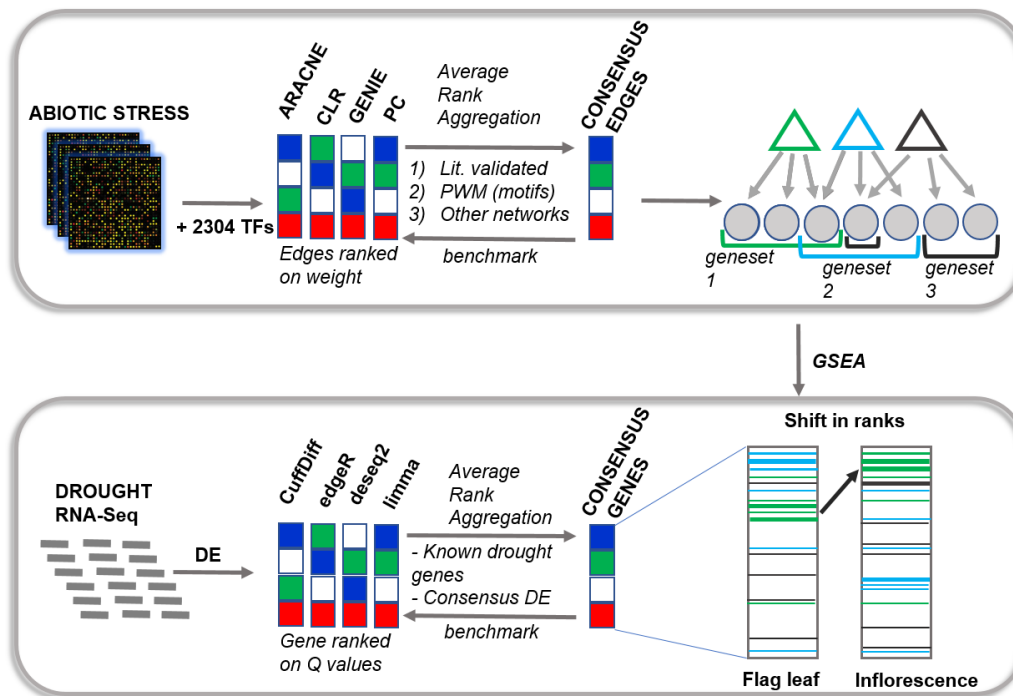 ABIOTIC STRESS
+ 2304 TFs
ARACNE
CLR
GENIE
PC
Edges ranked
on weight
Average
Rank
Aggregation
1) Lit. validated
2) PWM (motifs)
3) Other networks
benchmark
CONSENSUS
EDGES
geneset
1
geneset
2
geneset
3
GSEA
DROUGHT
RNA-Seq
DE
CuffDiff
edgeR
deseq2
limma
Gene ranked
on Q values
Average
Rank
Aggregation
- Known drought
genes
- Consensus DE
benchmark
CONSENSUS
GENES
Shift in ranks
Flag leaf
Inflorescence